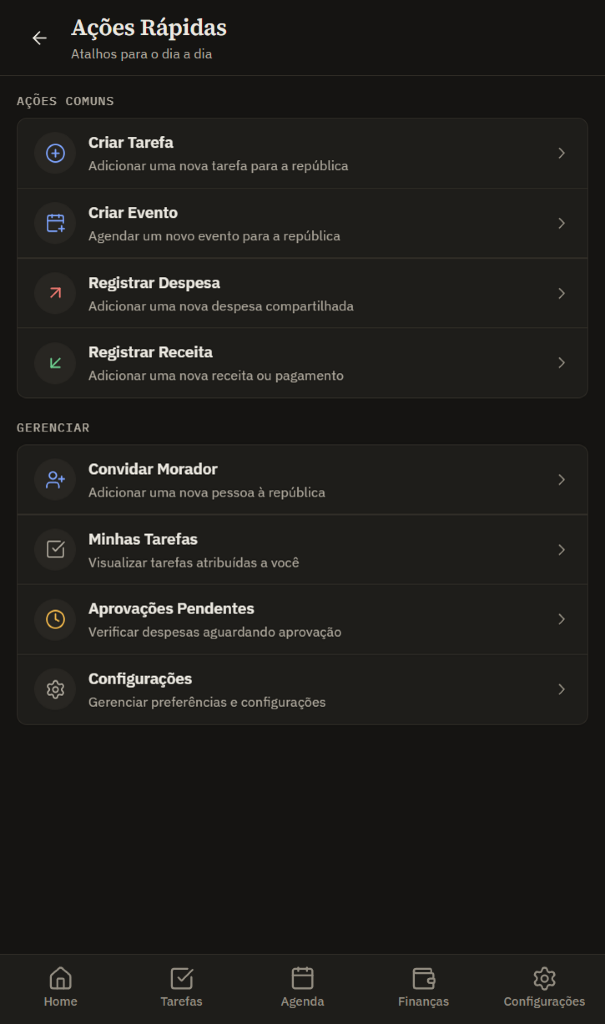 Ações Rápidas
Atalhos para o dia a dia
AÇÕES COMUNS
Criar Tarefa
Adicionar uma nova tarefa para a república
Criar Evento
Agendar um novo evento para a república
Registrar Despesa
Adicionar uma nova despesa compartilhada
Registrar Receita
Adicionar uma nova receita ou pagamento
GERENCIAR
Convidar Morador
Adicionar uma nova pessoa à república
Minhas Tarefas
Visualizar tarefas atribuídas a você
Aprovações Pendentes
Verificar despesas aguardando aprovação
Configurações
Gerenciar preferências e configurações
Home
Tarefas
Agenda
Finanças
Configurações